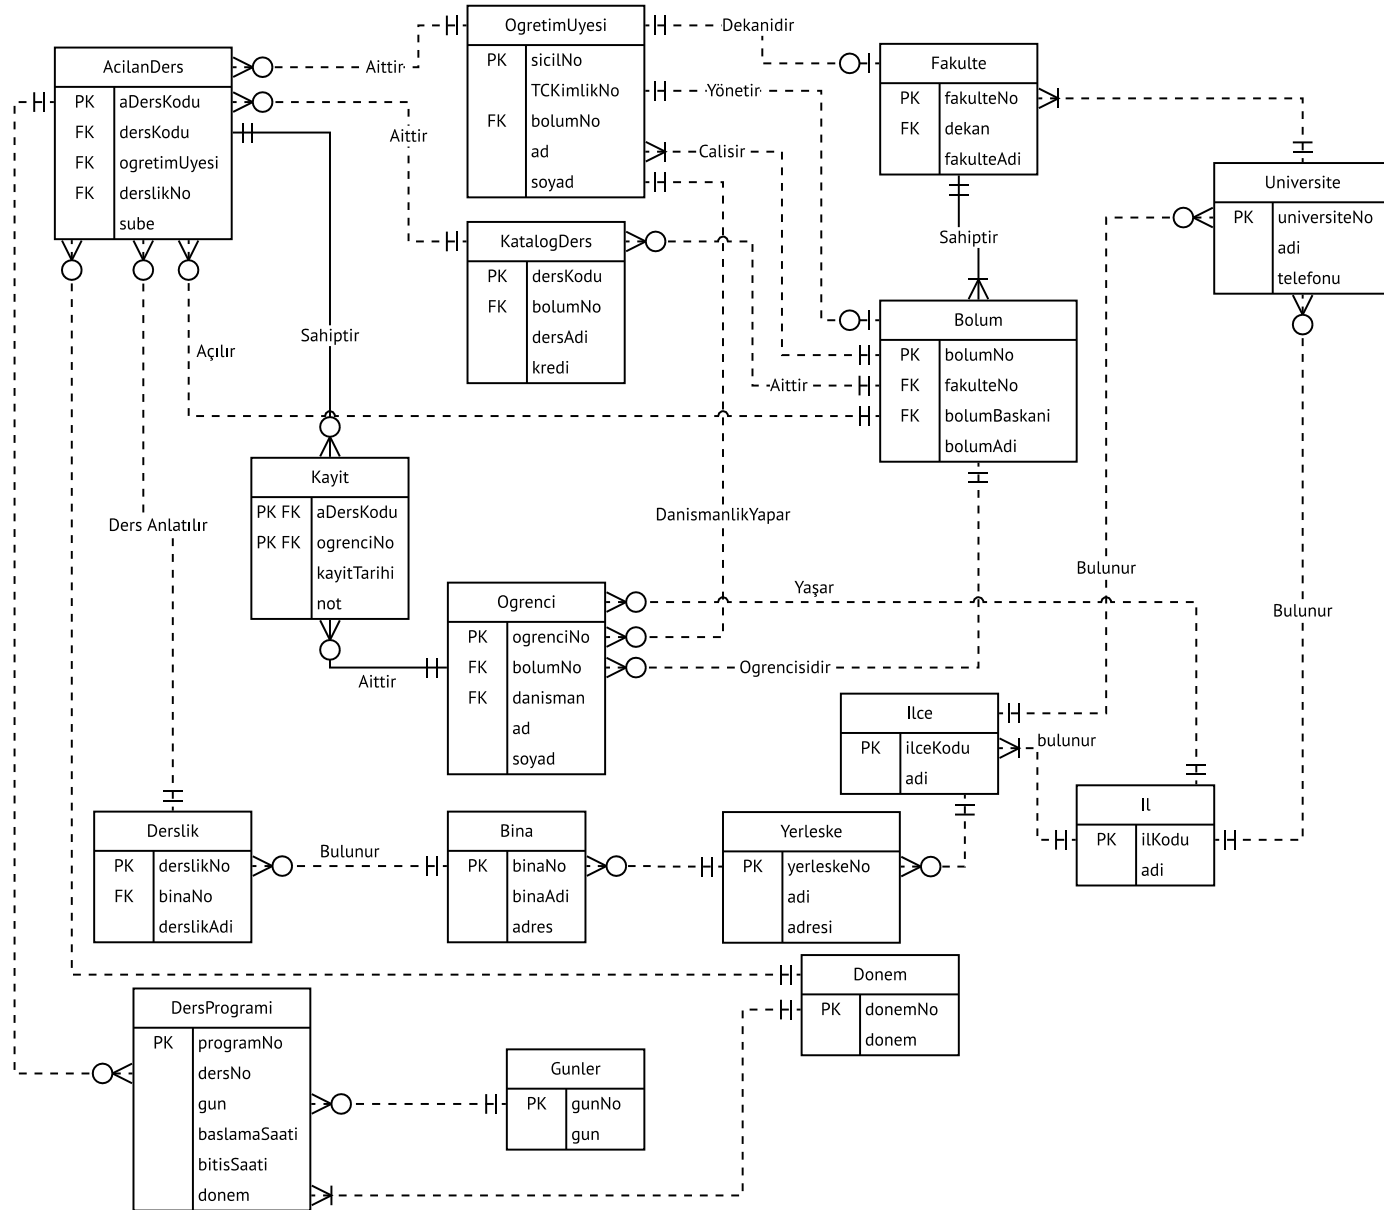 OgretimUyesi
PK sicilNo
TCKimlikNo
FK bolumNo
ad
soyad
Dekanidir
Fakulte
PK fakulteNo
FK dekan
fakulteAdi
AcilanDers
PK aDersKodu
FK dersKodu
FK ogretimUyesi
FK derslikNo
sube
Aittir
Aittir
Yönetir
Calisir
Universite
PK universiteNo
adi
telefonu
KatalogDers
PK dersKodu
FK bolumNo
dersAdi
kredi
Sahiptir
Sahiptir
Açılır
Bolum
PK bolumNo
FK fakulteNo
FK bolumBaskani
bolumAdi
Aittir
Kayit
PK FK aDersKodu
PK FK ogrenciNo
kayitTarihi
not
Ders Anlatılır
DanismanlikYapar
Bulunur
Yaşar
Bulunur
Ogrenci
PK ogrenciNo
FK bolumNo
FK danisman
ad
soyad
Ogrencisidir
Aittir
Ilce
PK ilceKodu
adi
bulunur
Il
PK ilKodu
adi
Derslik
PK derslikNo
FK binaNo
derslikAdi
Bulunur
Bina
PK binaNo
binaAdi
adres
Yerleske
PK yerleskeNo
adi
adresi
Donem
PK donemNo
donem
DersProgrami
PK programNo
dersNo
gun
baslamaSaati
bitisSaati
donem
Gunler
PK gunNo
gun